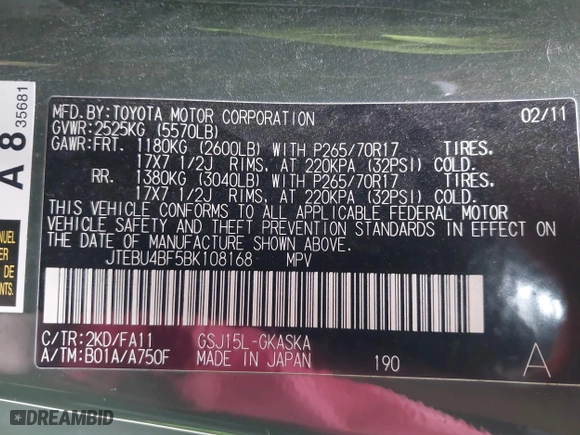 A 8
35681
MFD.BY:TOYOTA MOTOR CORPORATION 02/11
GVWR:2525KG (5570LB)
GAWR:FRT. 1180KG (2600LB) WITH P265/70R17 TIRES.
17X7 1/2J RIMS, AT 220KPA (32PSI) COLD.
RR. 1380KG (3040LB) WITH P265/70R17 TIRES.
17X7 1/2J RIMS, AT 220KPA (32PSI) COLD.
THIS VEHICLE CONFORMS TO ALL FEDERAL MOTOR
VEHICLE SAFETY AND THEFT PREVENTION STANDARDS IN EFFECT ON
THE DATE OF MANUFACTURE SHOWN ABOVE.
JTEBU4BF5BK108168 MPV
C/TR:2KD/FA11 GSJ15L-GKASKA
A/TM:B01A/A750F MADE IN JAPAN 190 A
NUEL
ER
DE
NTS.
DREAMBID